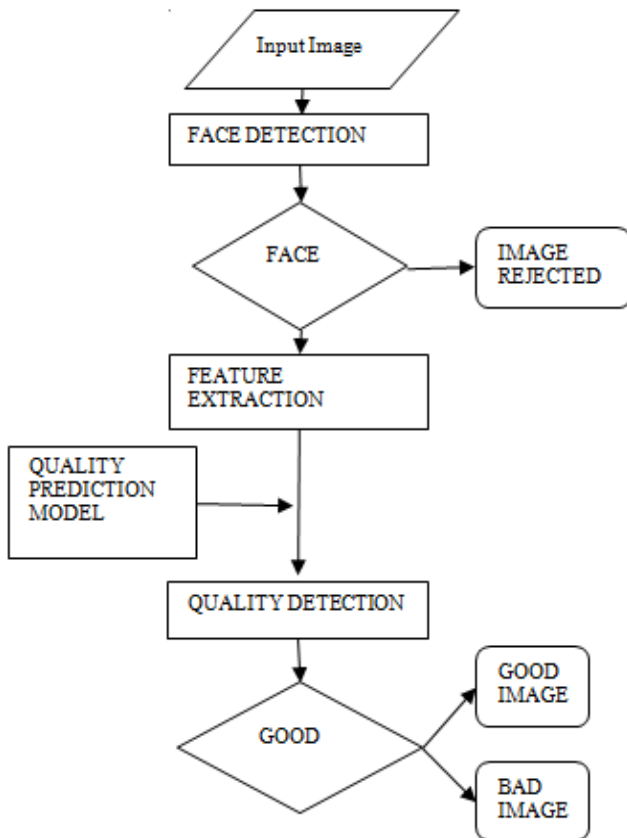 Input Image
FACE DETECTION
FACE
IMAGE
REJECTED
FEATURE
EXTRACTION
QUALITY
PREDICTION
MODEL
QUALITY DETECTION
GOOD
GOOD
IMAGE
BAD
IMAGE